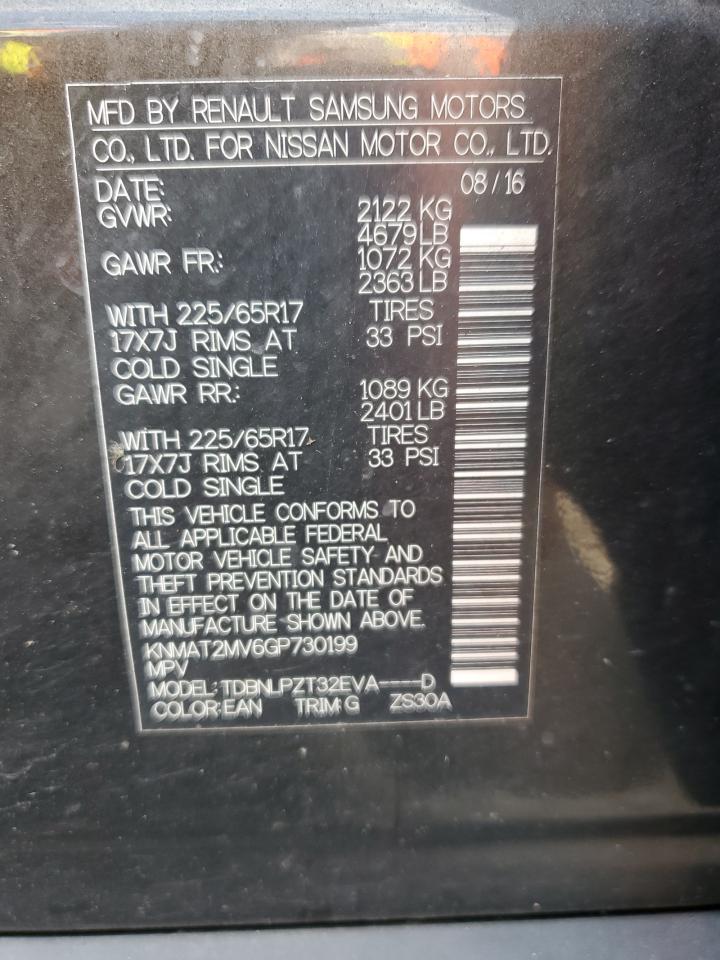 MFD BY RENAULT SAMSUNG MOTORS
CO., LTD. FOR NISSAN MOTOR CO., LTD.
DATE: 08 / 16
GVWR: 2122 KG
4679 LB
GAWR FR.: 1072 KG
2363 LB
WITH 225/65R17 TIRES
17X7J RIMS AT 33 PSI
COLD SINGLE
GAWR RR.: 1089 KG
2401 LB
WITH 225/65R17 TIRES
17X7J RIMS AT 33 PSI
COLD SINGLE
THIS VEHICLE CONFORMS TO
ALL APPLICABLE FEDERAL
MOTOR VEHICLE SAFETY AND
THEFT PREVENTION STANDARDS
IN EFFECT ON THE DATE OF
MANUFACTURE SHOWN ABOVE.
KNMAT2MV6GP730199
MPV
MODEL: TDBNLPZT32EVA----D
COLOR: EAN TRIM: G ZS30A